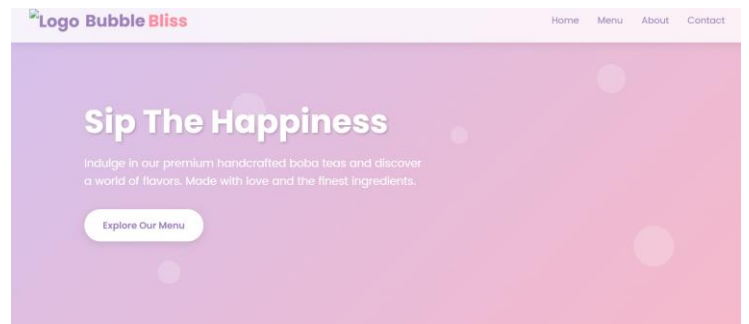 Logo Bubble Bliss
Home Menu About Contact
Sip The Happiness
Indulge in our premium handcrafted boba teas and discover
a world of flavors. Made with love and the finest ingredients.
Explore Our Menu